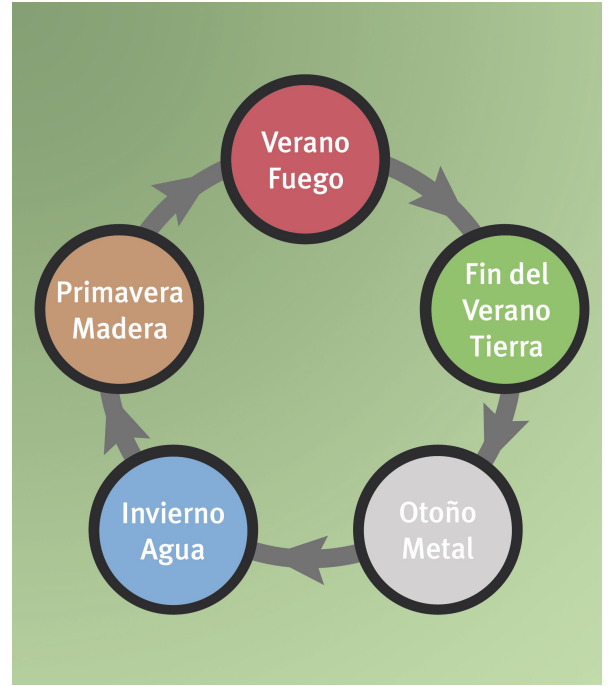 Verano
Fuego
Fin del
Verano
Tierra
Otoño
Metal
Invierno
Agua
Primavera
Madera